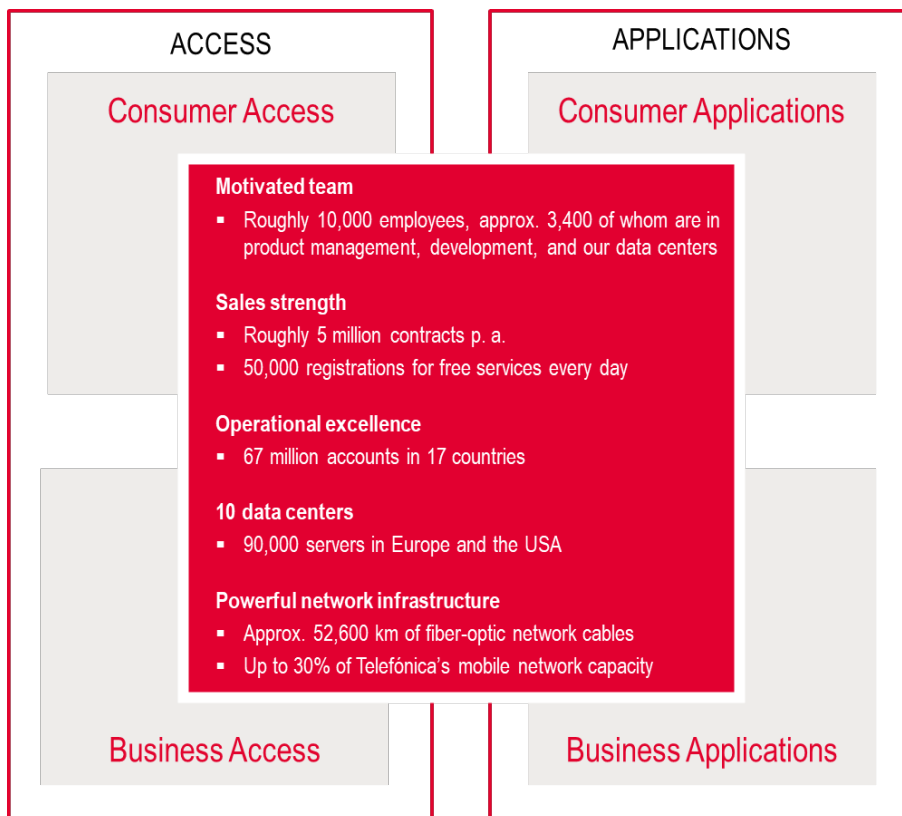 ACCESS
APPLICATIONS
Consumer Access
Consumer Applications
Motivated team
▪ Roughly 10,000 employees, approx. 3,400 of whom are in
product management, development, and our data centers
Sales strength
▪ Roughly 5 million contracts p. a.
▪ 50,000 registrations for free services every day
Operational excellence
▪ 67 million accounts in 17 countries
10 data centers
▪ 90,000 servers in Europe and the USA
Powerful network infrastructure
▪ Approx. 52,600 km of fiber-optic network cables
▪ Up to 30% of Telefónica’s mobile network capacity
Business Access
Business Applications